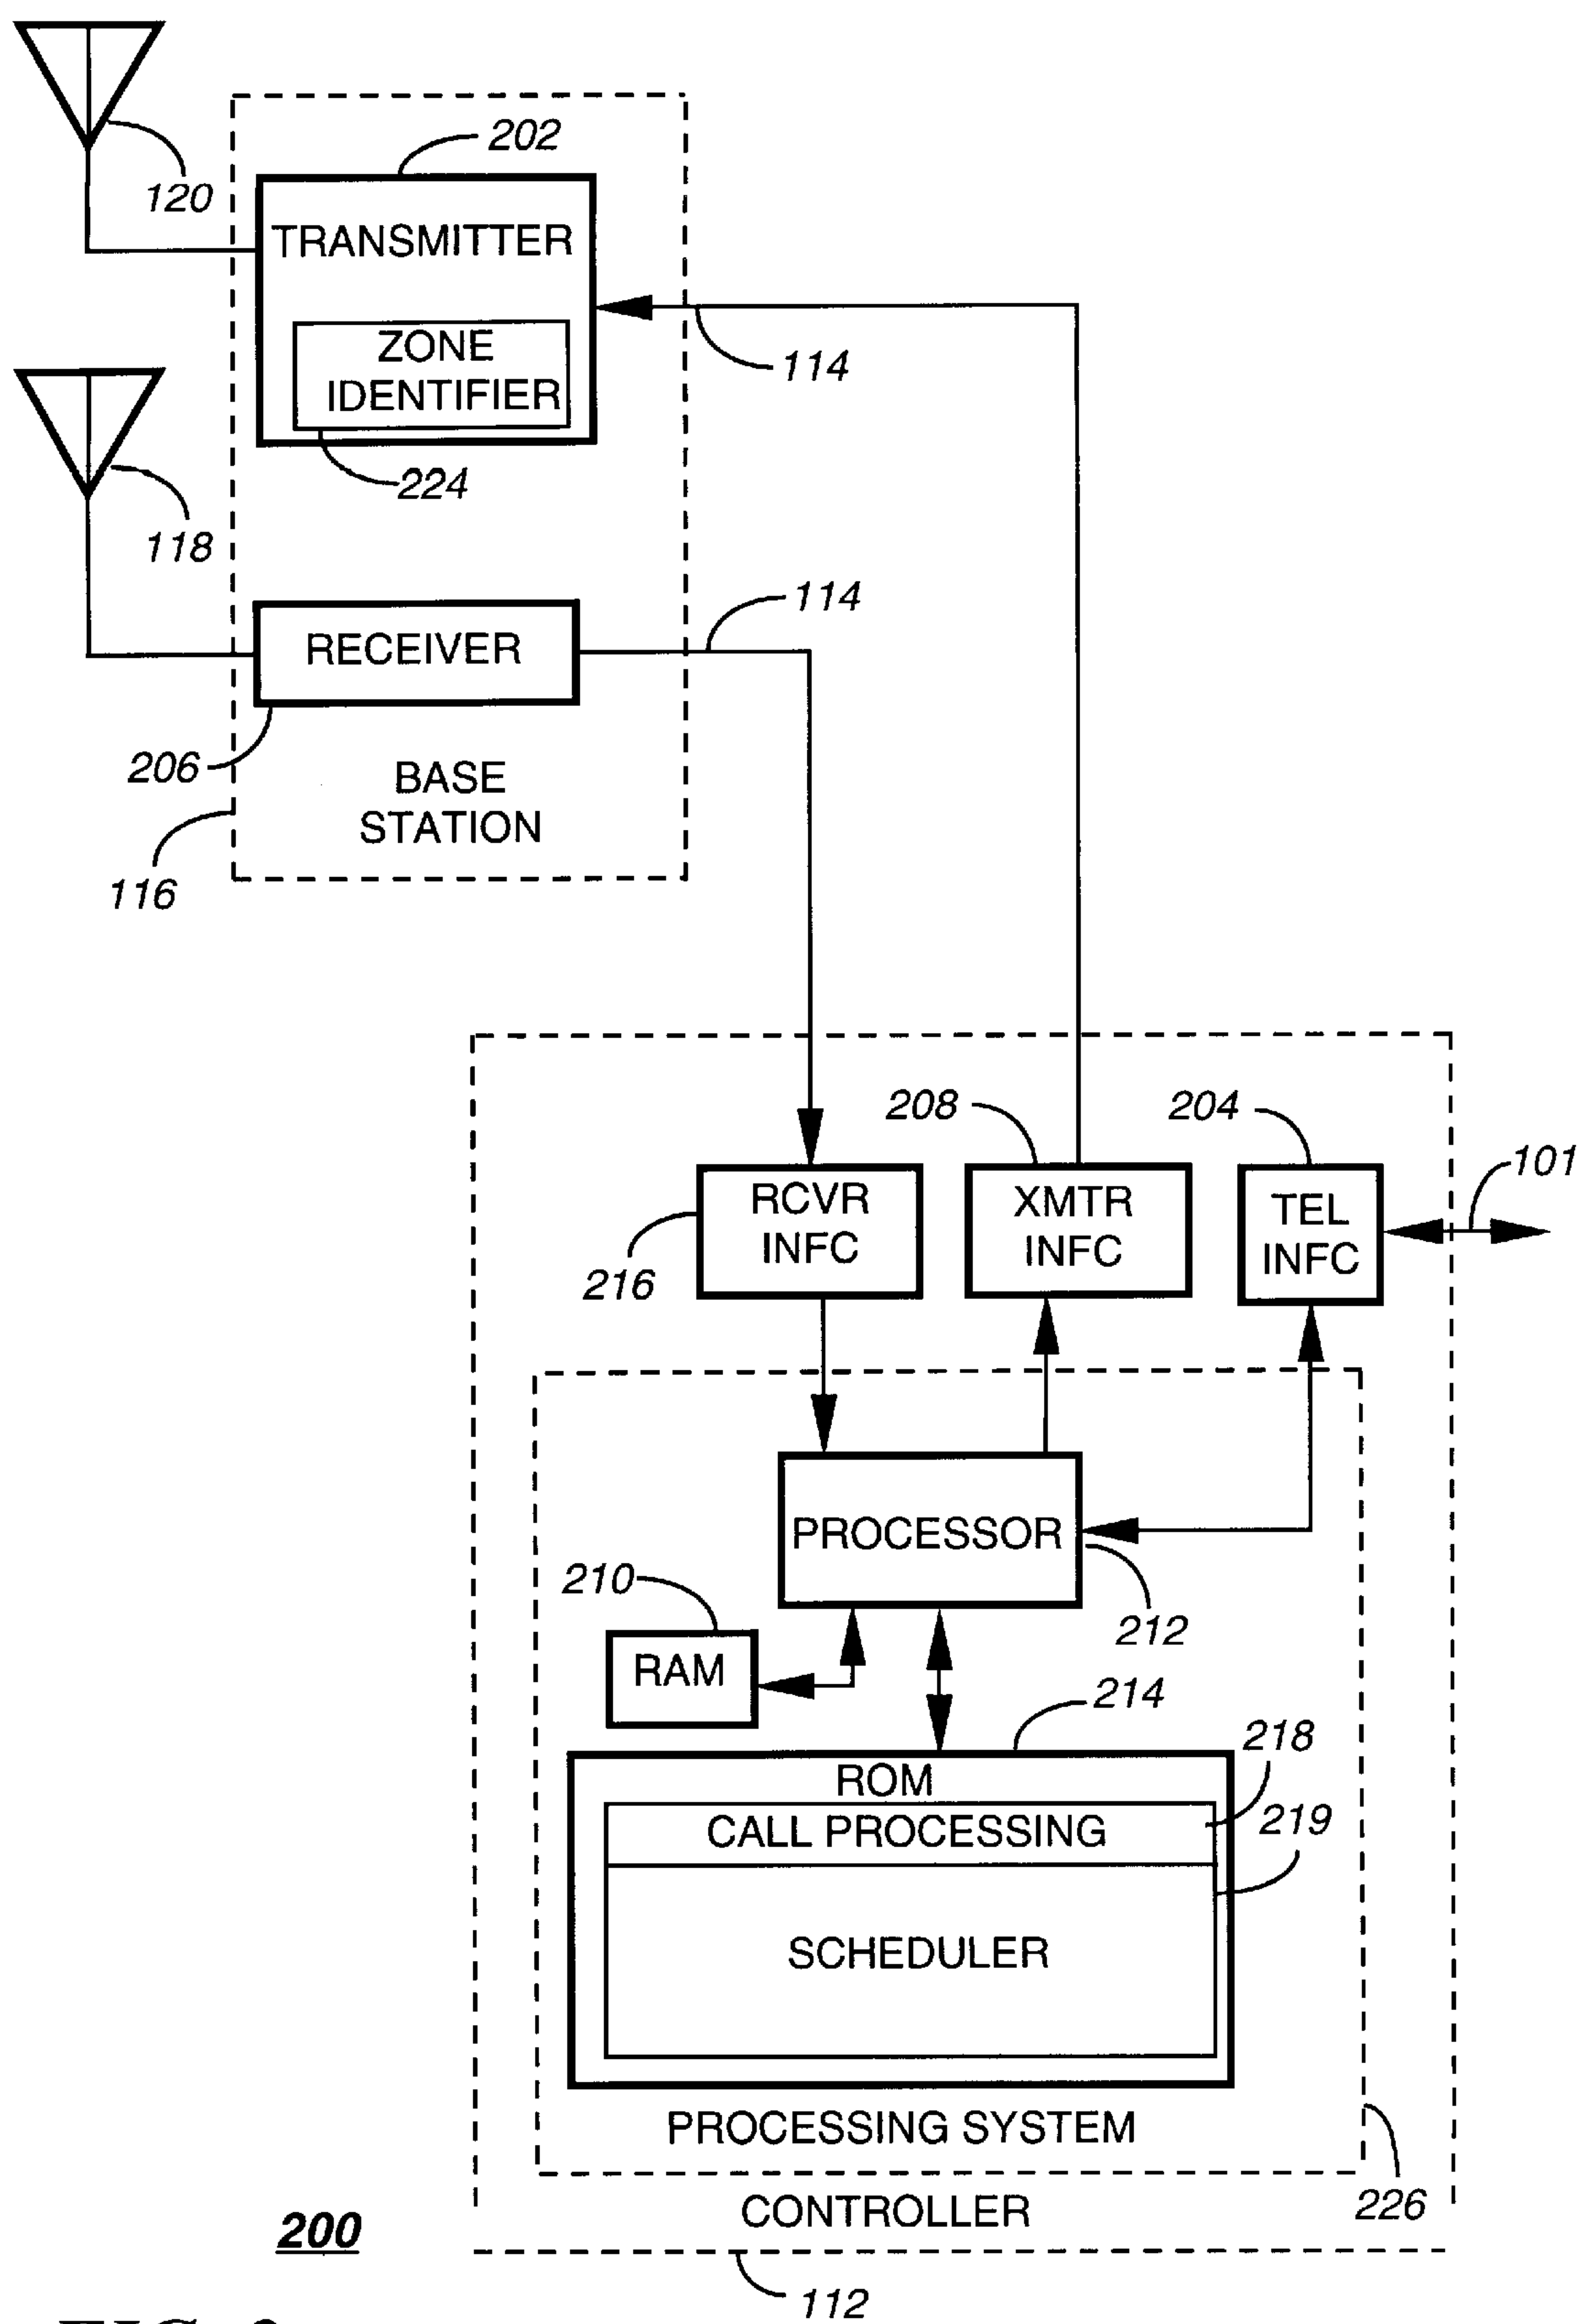 202
120
TRANSMITTER
ZONE
IDENTIFIER
114
224
118
114
RECEIVER
206
BASE
STATION
116
208
204
101
RCVR
INFC
XMTR
INFC
TEL
INFC
216
PROCESSOR
210
212
RAM
214
218
ROM
CALL PROCESSING
219
SCHEDULER
PROCESSING SYSTEM
226
CONTROLLER
200
112